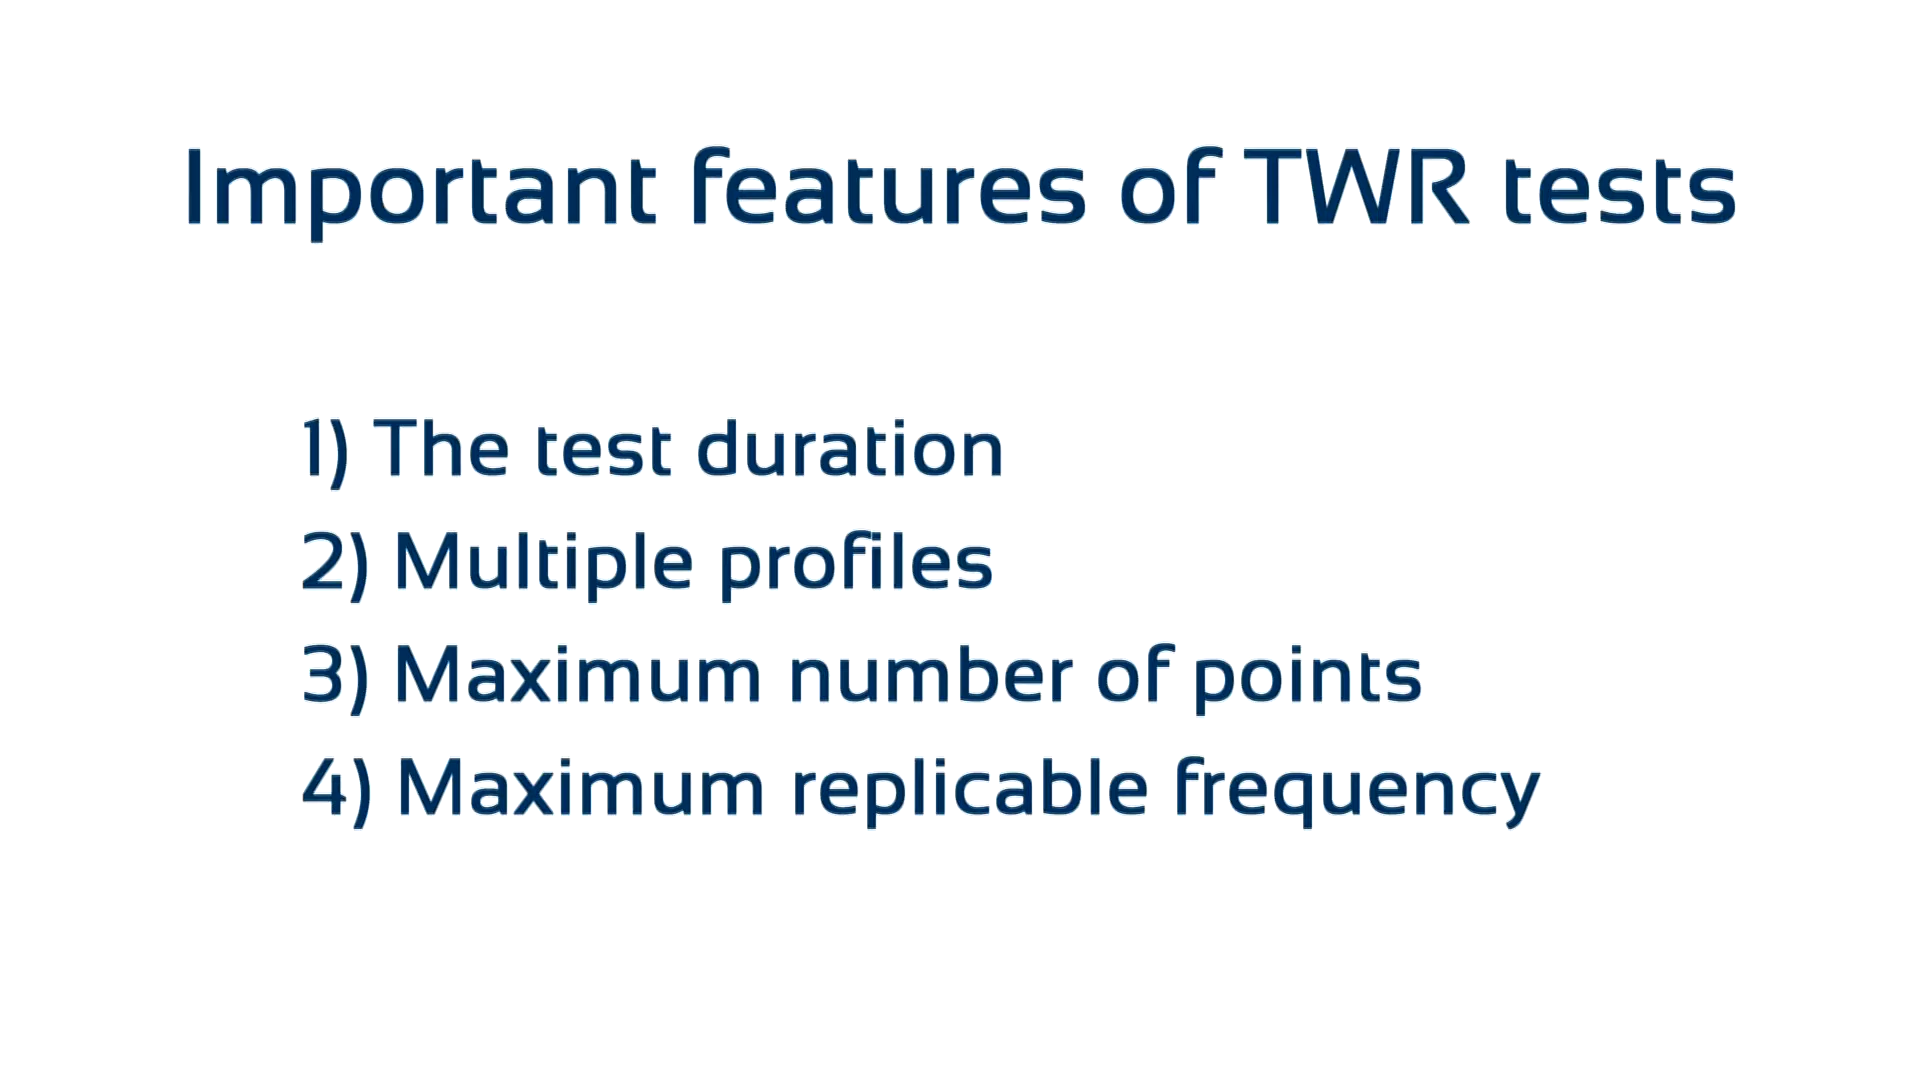 Important features of TWR tests
1) The test duration
2) Multiple profiles
3) Maximum number of points
4) Maximum replicable frequency